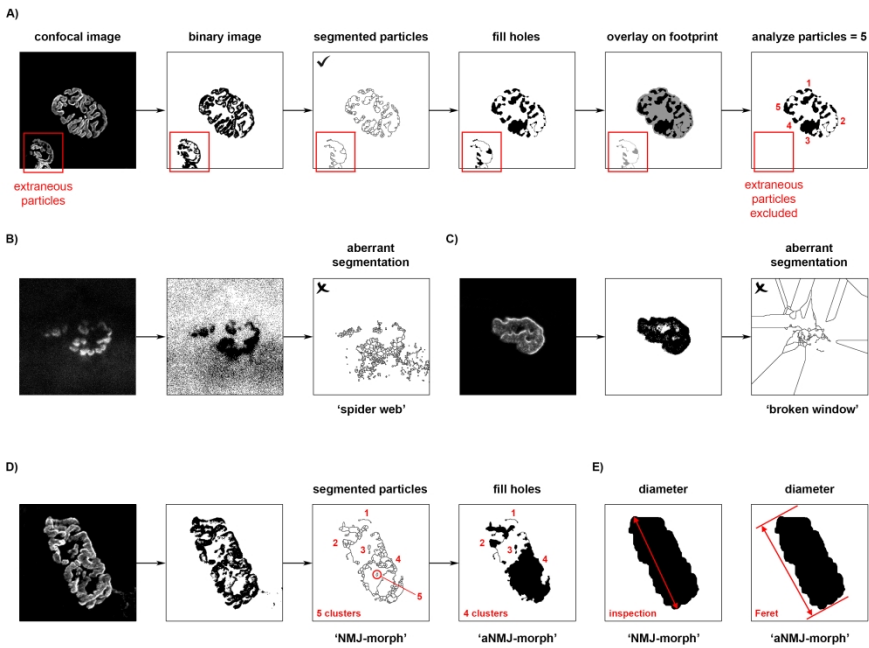 A)
confocal image
binary image
segmented particles
fill holes
overlay on footprint
analyze particles = 5
1
5
2
4
3
extraneous
particles
extraneous
particles
excluded
B)
aberrant
segmentation
'spider web'
C)
aberrant
segmentation
'broken window'
D)
segmented particles
fill holes
1
2
3
4
5
5 clusters
1
2
3
4
4 clusters
'NMJ-morph'
'aNMJ-morph'
E)
diameter
diameter
inspection
Feret
'NMJ-morph'
'aNMJ-morph'